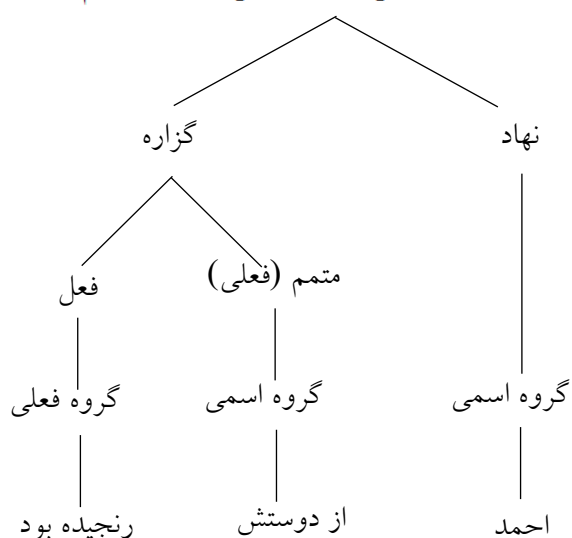 نهاد گزاره
متمم (فعلی) فعل
گروه اسمی گروه اسمی گروه فعلی
احمد از دوستش رنجیده بود